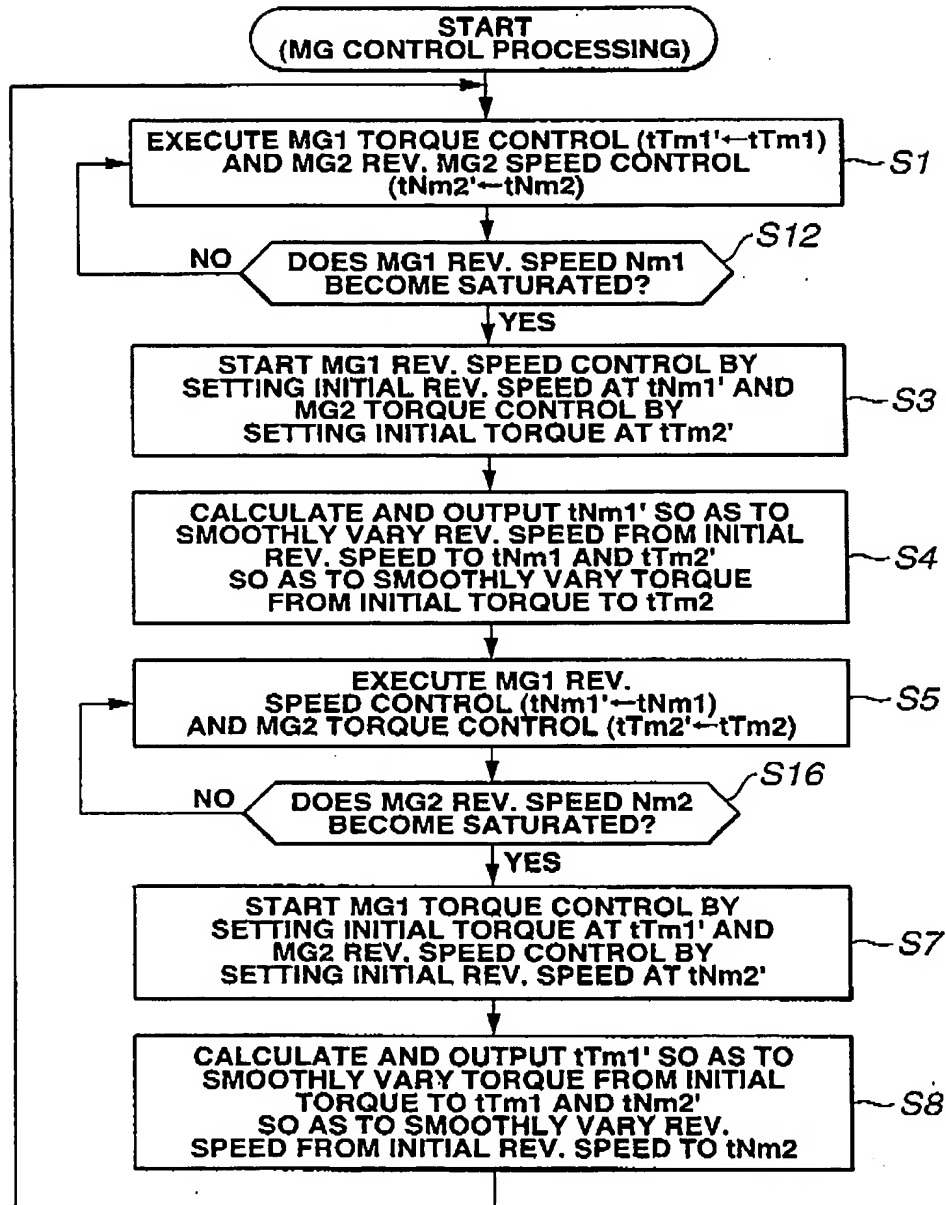 START
(MG CONTROL PROCESSING)
EXECUTE MG1 TORQUE CONTROL (tTm1'←tTm1)
AND MG2 REV. MG2 SPEED CONTROL
(tNm2'←tNm2)
S1
S12
NO
DOES MG1 REV. SPEED Nm1
BECOME SATURATED?
YES
START MG1 REV. SPEED CONTROL BY
SETTING INITIAL REV. SPEED AT tNm1' AND
MG2 TORQUE CONTROL BY
SETTING INITIAL TORQUE AT tTm2'
S3
CALCULATE AND OUTPUT tNm1' SO AS TO
SMOOTHLY VARY REV. SPEED FROM INITIAL
REV. SPEED TO tNm1 AND tTm2'
SO AS TO SMOOTHLY VARY TORQUE
FROM INITIAL TORQUE TO tTm2
S4
EXECUTE MG1 REV.
SPEED CONTROL (tNm1'←tNm1)
AND MG2 TORQUE CONTROL (tTm2'←tTm2)
S5
S16
NO
DOES MG2 REV. SPEED Nm2
BECOME SATURATED?
YES
START MG1 TORQUE CONTROL BY
SETTING INITIAL TORQUE AT tTm1' AND
MG2 REV. SPEED CONTROL BY
SETTING INITIAL REV. SPEED AT tNm2'
S7
CALCULATE AND OUTPUT tTm1' SO AS TO
SMOOTHLY VARY TORQUE FROM INITIAL
TORQUE TO tTm1 AND tNm2'
SO AS TO SMOOTHLY VARY REV.
SPEED FROM INITIAL REV. SPEED TO tNm2
S8